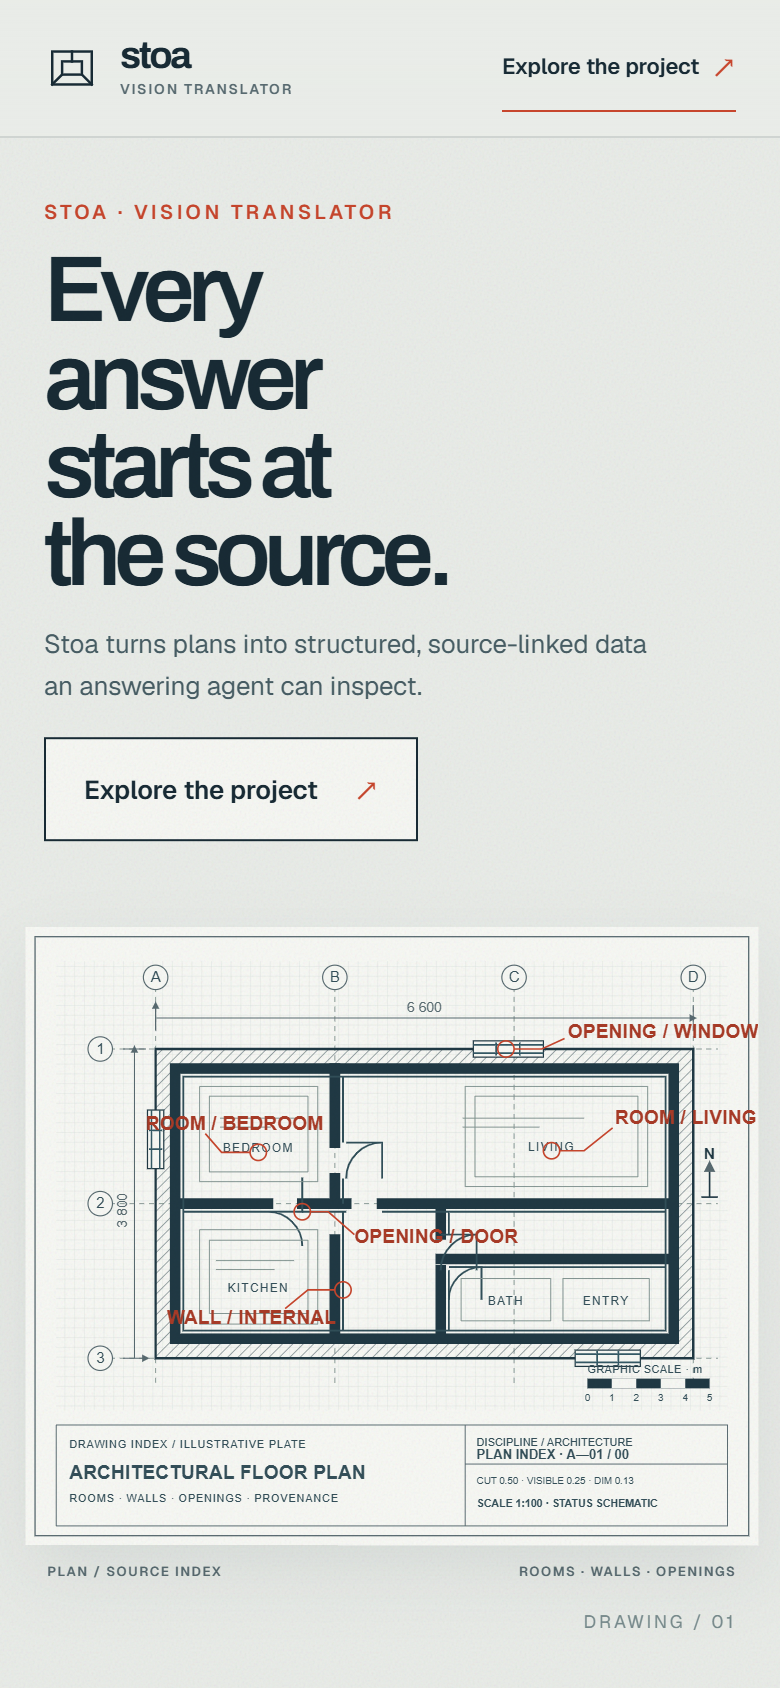 stoa
VISION TRANSLATOR
Explore the project ↗
STOA · VISION TRANSLATOR
Every
answer
starts at
the source.
Stoa turns plans into structured, source-linked data
an answering agent can inspect.
Explore the project ↗
A B C D
6 600
1
OPENING / WINDOW
ROOM / BEDROOM
ROOM / LIVING
BEDROOM
LIVING
N
2
3 800
OPENING / DOOR
KITCHEN
BATH
ENTRY
WALL / INTERNAL
3
GRAPHIC SCALE · m
0 1 2 3 4 5
DRAWING INDEX / ILLUSTRATIVE PLATE
ARCHITECTURAL FLOOR PLAN
ROOMS · WALLS · OPENINGS · PROVENANCE
DISCIPLINE / ARCHITECTURE
PLAN INDEX · A—01 / 00
CUT 0.50 · VISIBLE 0.25 · DIM 0.13
SCALE 1:100 · STATUS SCHEMATIC
PLAN / SOURCE INDEX
ROOMS · WALLS · OPENINGS
DRAWING / 01